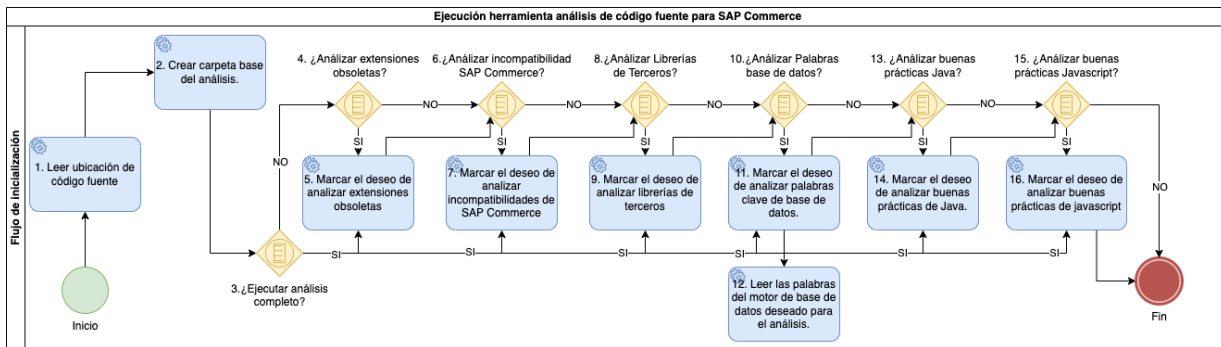 Ejecución herramienta análisis de código fuente para SAP Commerce
Flujo de inicialización
Inicio
1. Leer ubicación de
código fuente
2. Crear carpeta base
del análisis.
3.¿Ejecutar análisis
completo?
NO
SI
4. ¿Análizar extensiones
obsoletas?
NO
SI
5. Marcar el deseo de
analizar extensiones
obsoletas
SI
6.¿Análizar incompatibilidad
SAP Commerce?
NO
SI
7. Marcar el deseo de
analizar
incompatibilidades de
SAP Commerce
SI
8.¿Análizar Librerías
de Terceros?
NO
SI
9. Marcar el deseo de
analizar librerías de
terceros
SI
10.¿Análizar Palabras
base de datos?
NO
SI
11. Marcar el deseo
de analizar palabras
clave de base de
datos.
SI
12. Leer las palabras
del motor de base de
datos deseado para
el análisis.
13. ¿Análizar buenas
prácticas Java?
NO
SI
14. Marcar el deseo
de analizar buenas
prácticas de Java.
SI
15. ¿Análizar buenas
prácticas Javascript?
NO
SI
16. Marcar el deseo
de analizar buenas
prácticas de javascript
Fin